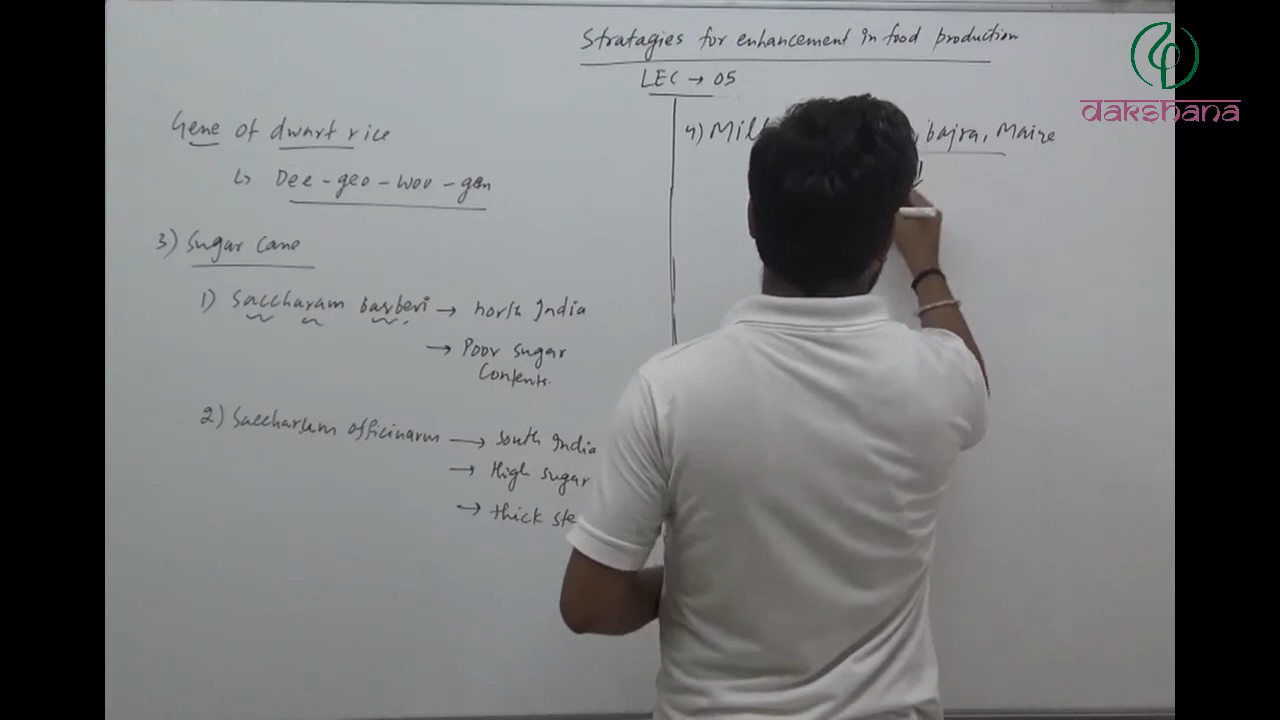 Stratagies for enhancement in food production
LEC → 05
dakshana
Gene of dwarf rice
↳ Dee - geo - woo - gen
3) Sugar cane
1) Saccharam barberi → north India
→ Poor sugar
Contents.
2) Saccharum officinarum → South India
→ High sugar
→ thick ste
4) Mill bajra, Maize